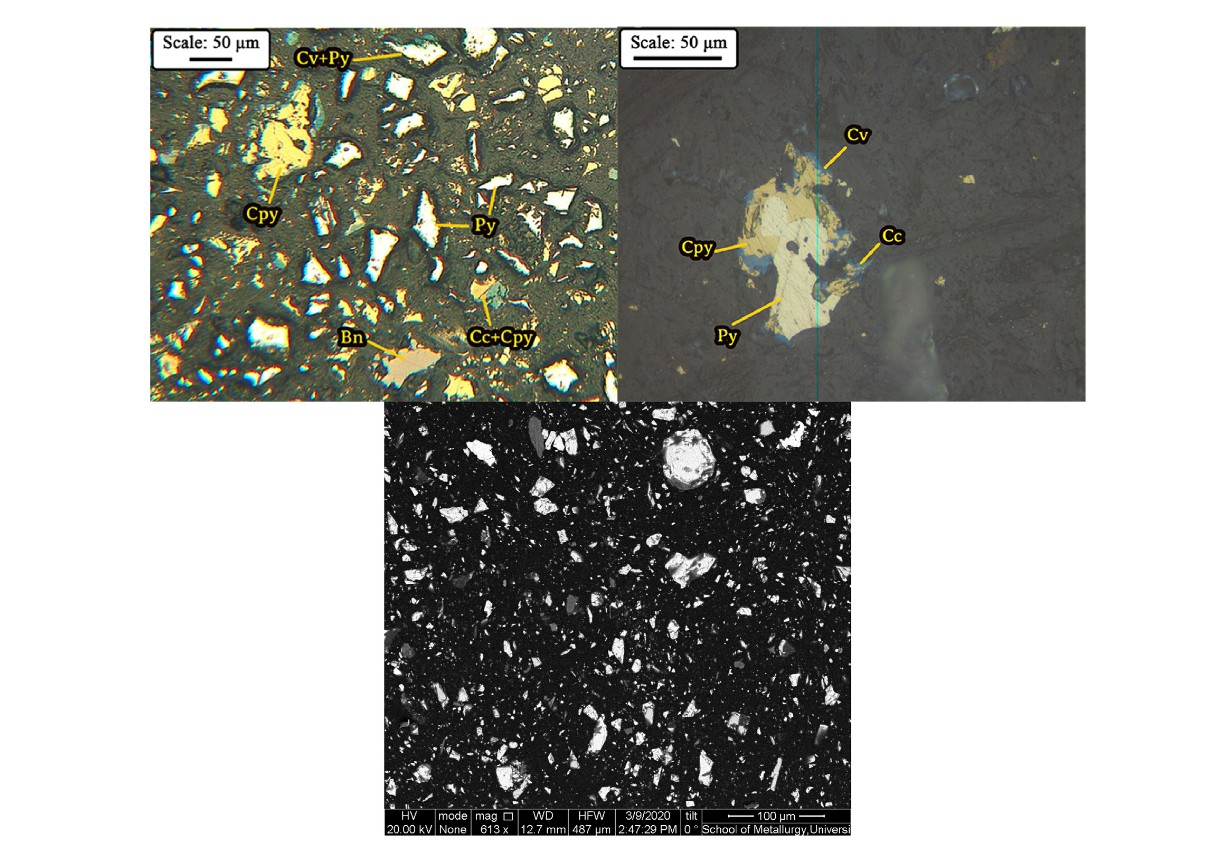 Scale: 50 µm
Cv+Py
Cpy
Py
Bn
Cc+Cpy
Scale: 50 µm
Cv
Cpy
Cc
Py
HV mode mag WD HFW 3/9/2020 tilt 100 µm
20.00 kV None 613 x 12.7 mm 487 µm 2:47:29 PM 0 ° School of Metallurgy,Universi